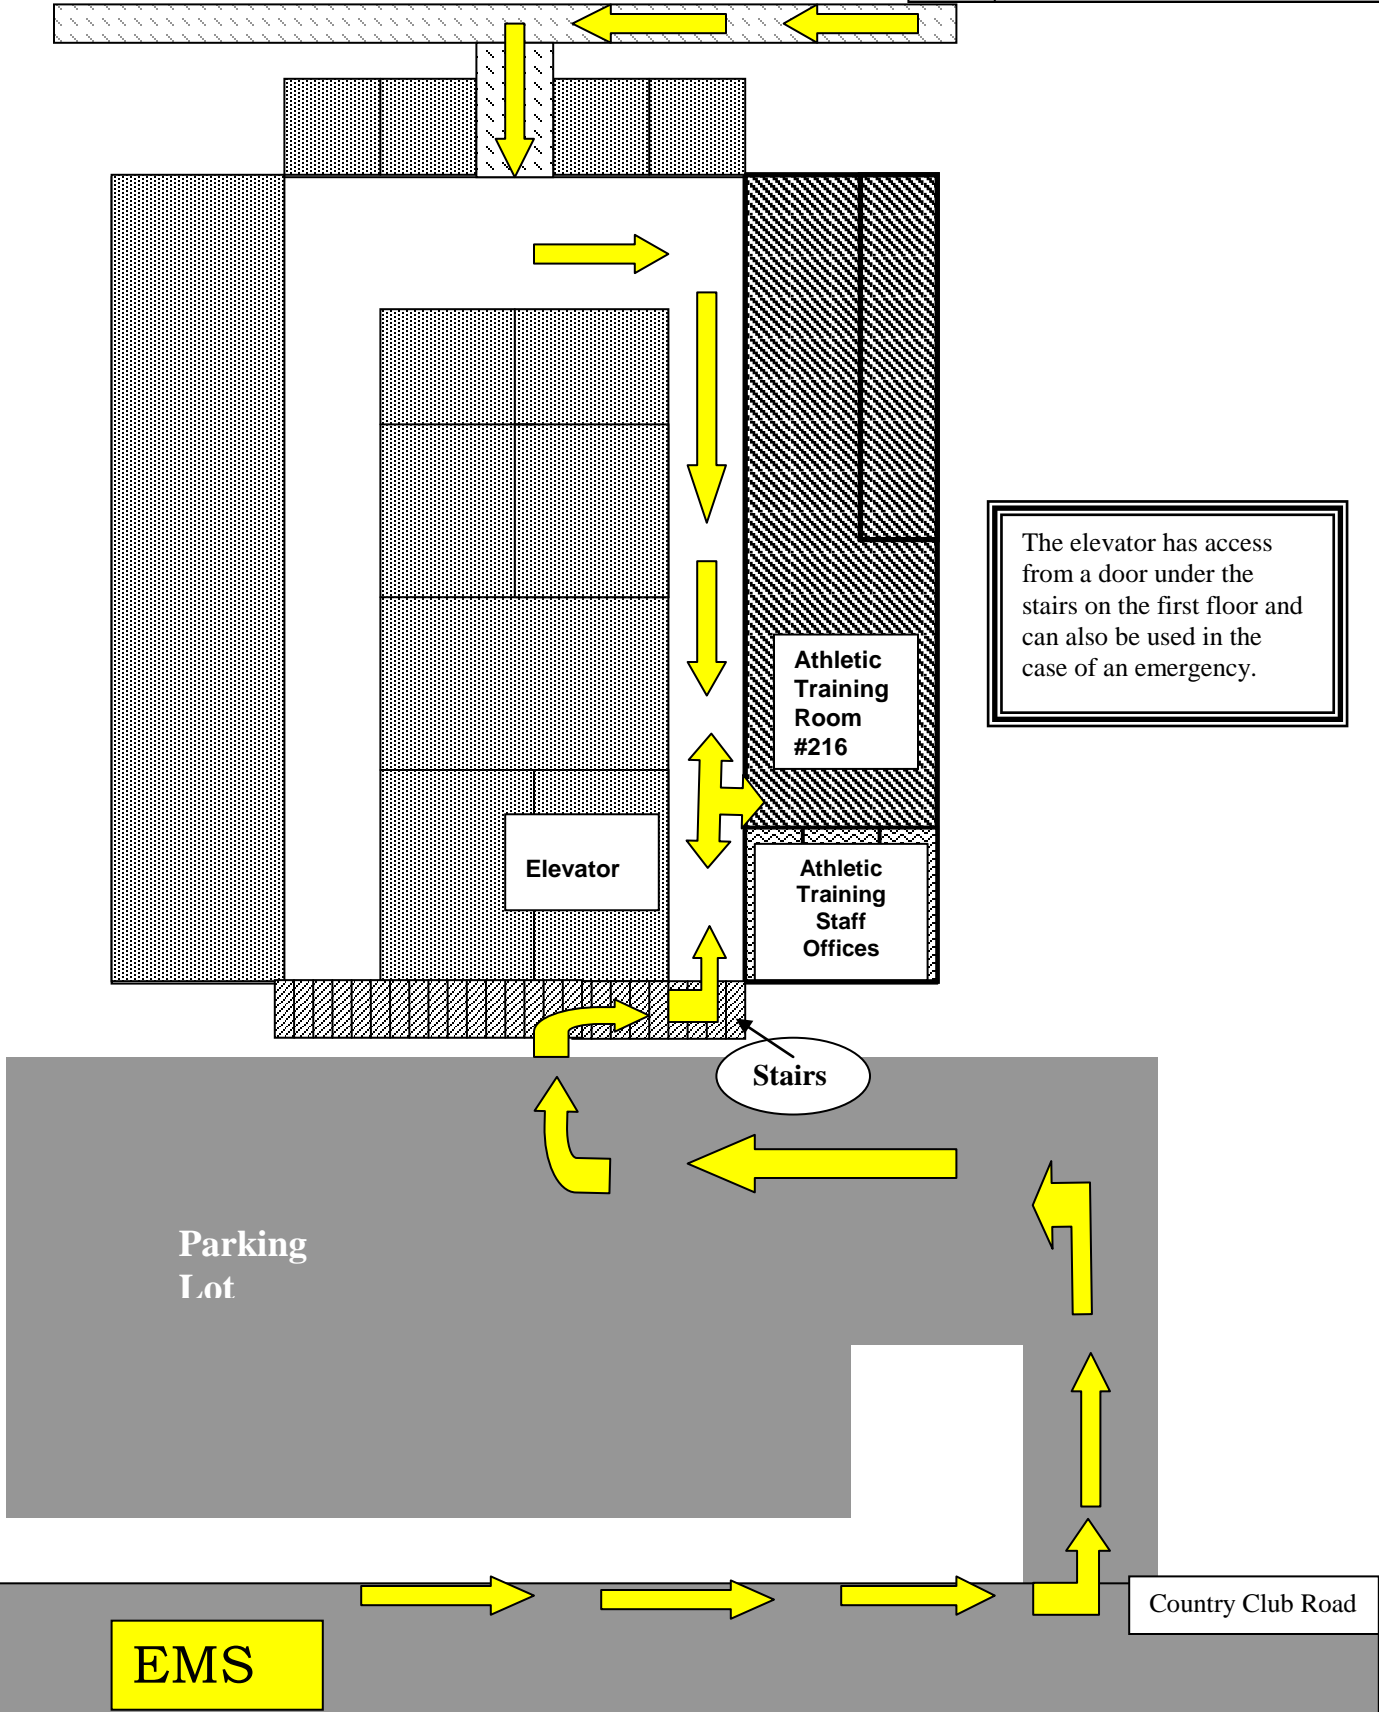 The elevator has access
from a door under the
stairs on the first floor and
can also be used in the
case of an emergency.
Athletic
Training
Room
#216
Elevator
Athletic
Training
Staff
Offices
Stairs
Parking
Lot
Country Club Road
EMS